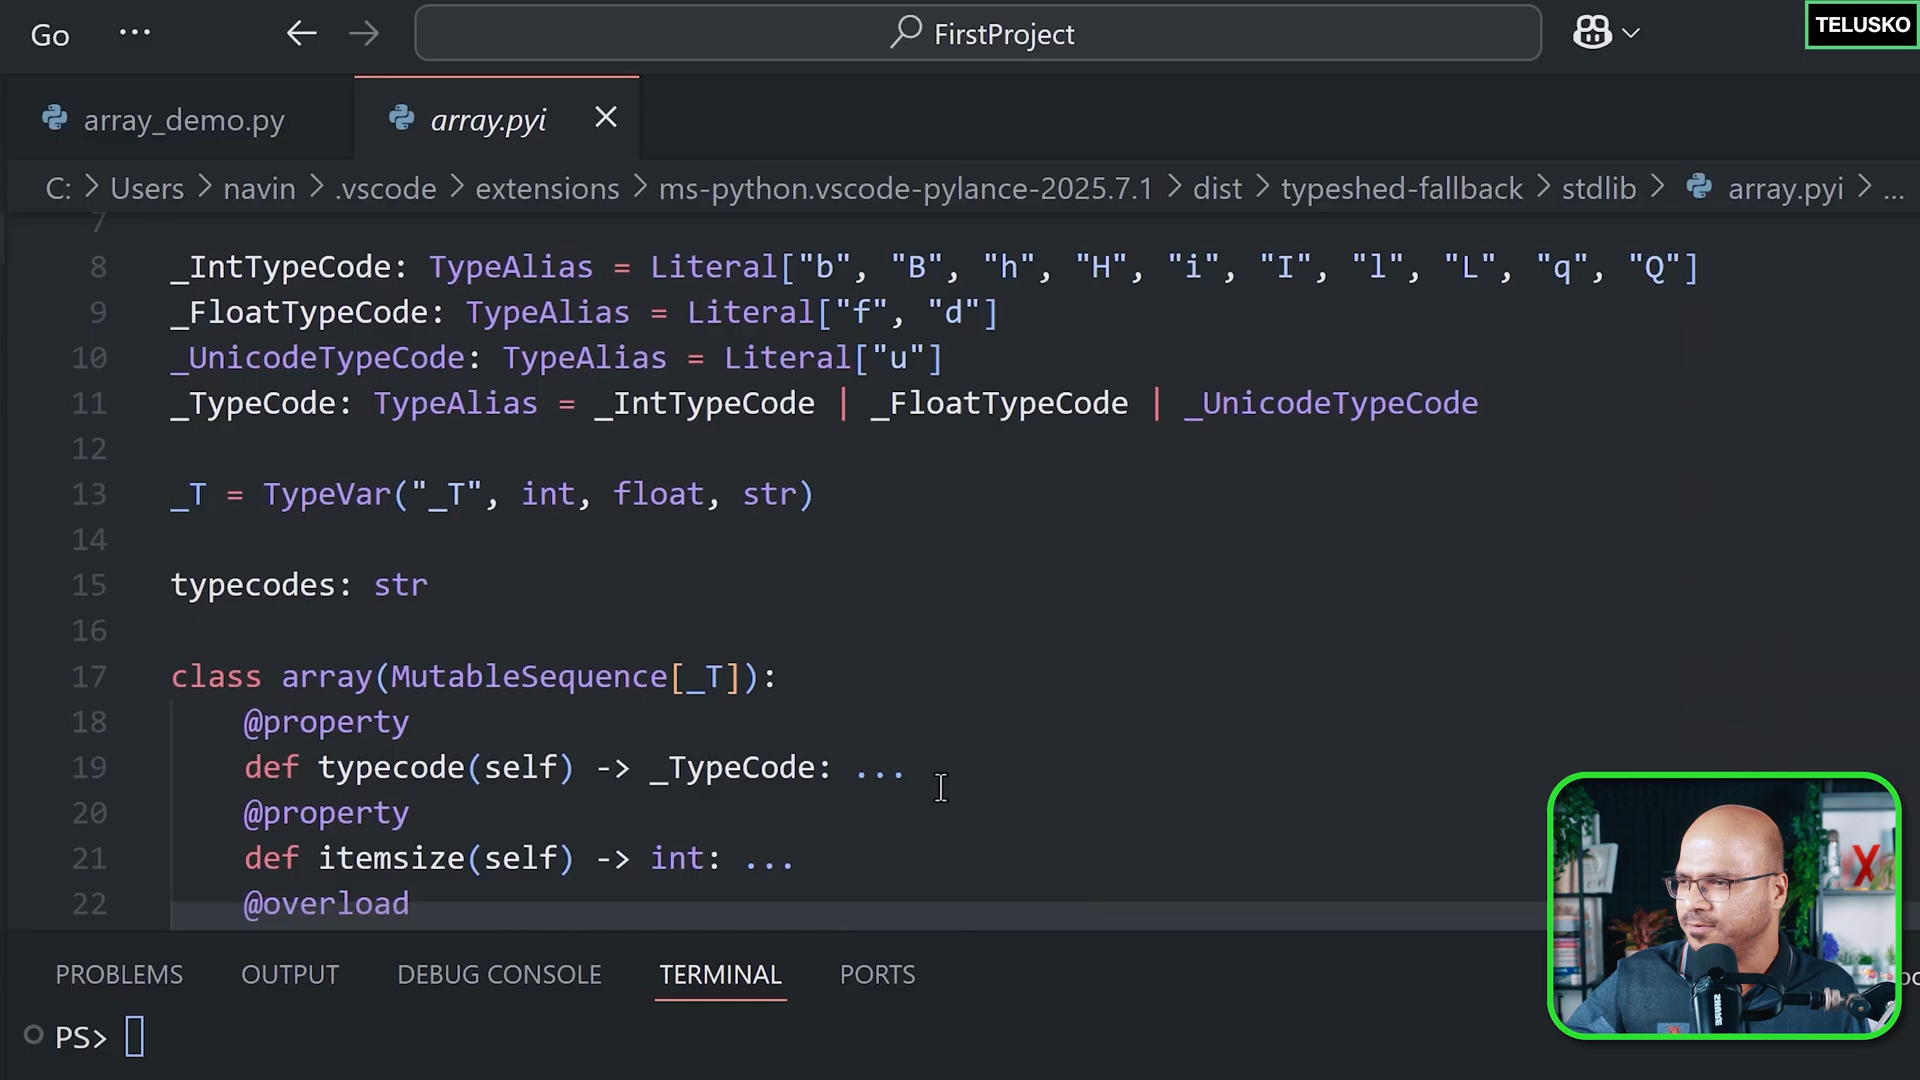 Go ... FirstProject TELUSKO
array_demo.py array.pyi
C: > Users > navin > .vscode > extensions > ms-python.vscode-pylance-2025.7.1 > dist > typeshed-fallback > stdlib > array.pyi > ...
7
8 _IntTypeCode: TypeAlias = Literal["b", "B", "h", "H", "i", "I", "l", "L", "q", "Q"]
9 _FloatTypeCode: TypeAlias = Literal["f", "d"]
10 _UnicodeTypeCode: TypeAlias = Literal["u"]
11 _TypeCode: TypeAlias = _IntTypeCode | _FloatTypeCode | _UnicodeTypeCode
12
13 _T = TypeVar("_T", int, float, str)
14
15 typecodes: str
16
17 class array(MutableSequence[_T]):
18 @property
19 def typecode(self) -> _TypeCode: ...
20 @property
21 def itemsize(self) -> int: ...
22 @overload
PROBLEMS OUTPUT DEBUG CONSOLE TERMINAL PORTS
PS>